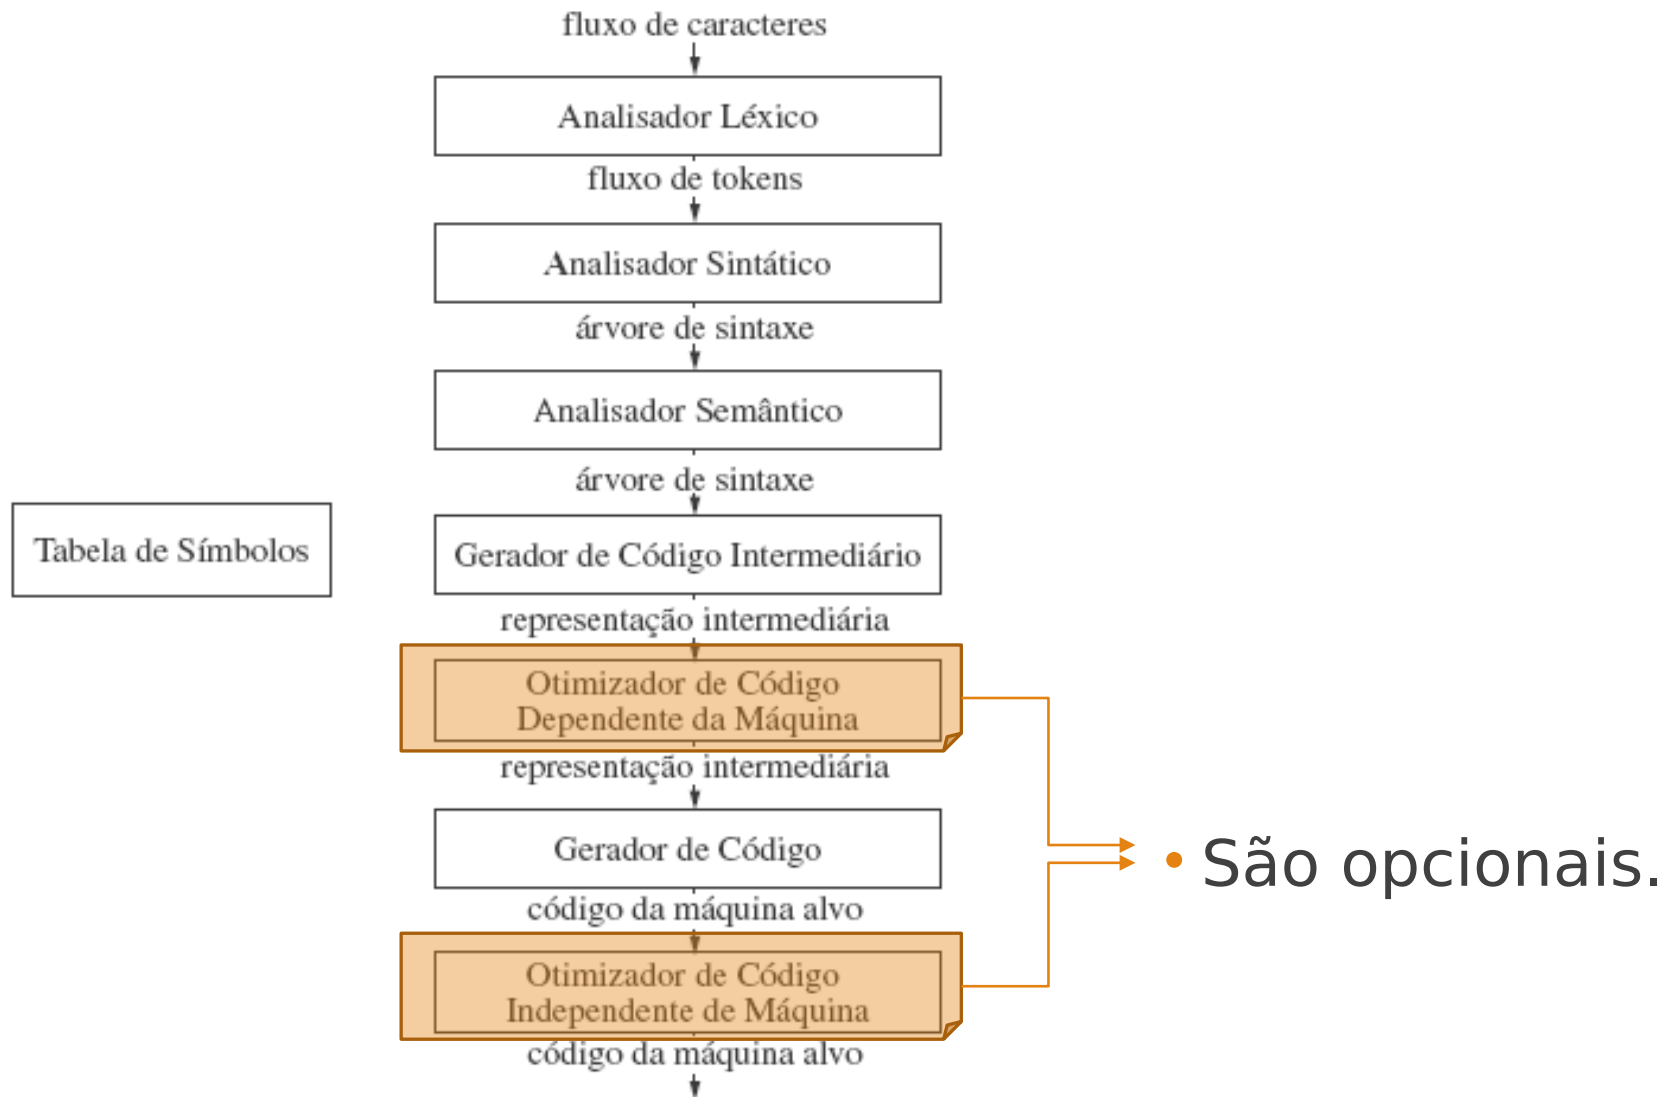 fluxo de caracteres
Analisador Léxico
fluxo de tokens
Analisador Sintático
árvore de sintaxe
Analisador Semântico
árvore de sintaxe
Tabela de Símbolos
Gerador de Código Intermediário
representação intermediária
Otimizador de Código
Dependente da Máquina
representação intermediária
Gerador de Código
• São opcionais.
código da máquina alvo
Otimizador de Código
Independente de Máquina
código da máquina alvo